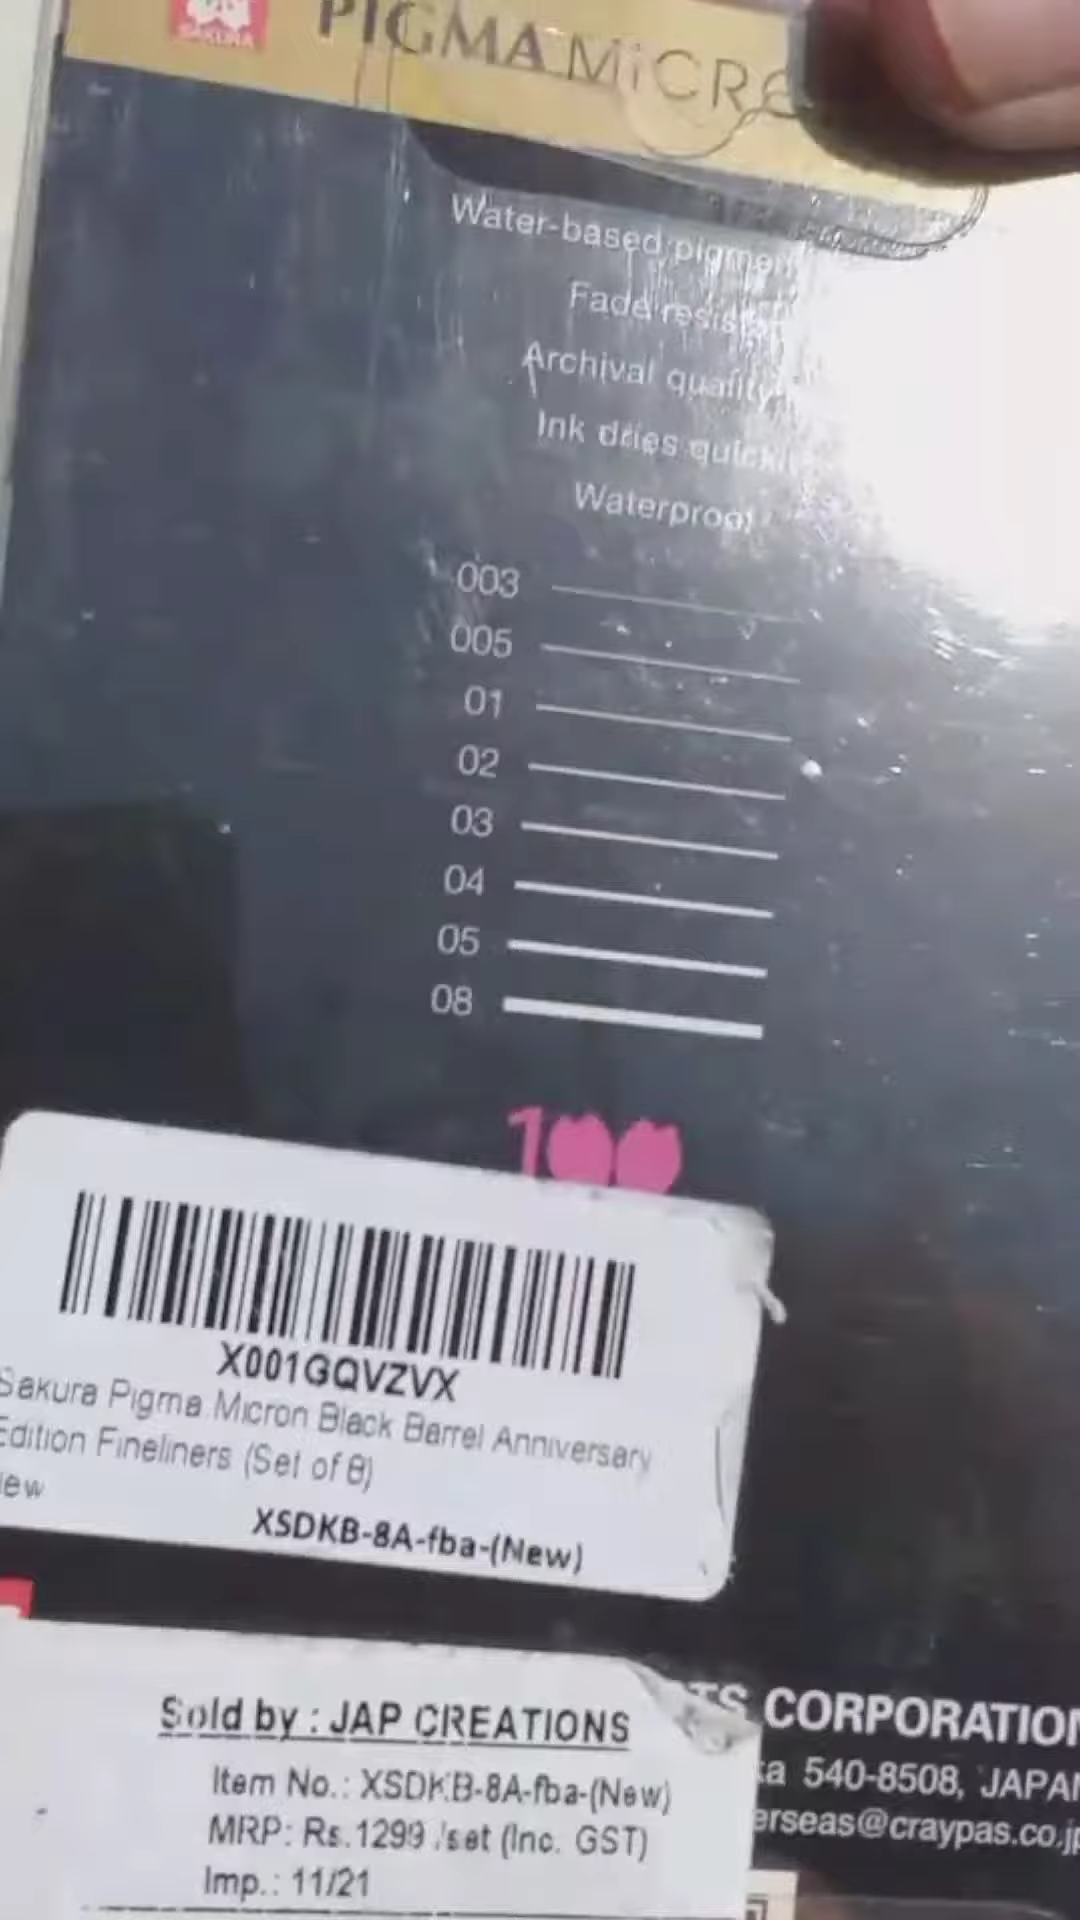 SAKURA
PIGMA MICRO
Water-based pigment
Fade resistant
Archival quality
Ink dries quickly
Waterproof
003
005
01
02
03
04
05
08
100
X001GQVZVX
Sakura Pigma Micron Black Barrel Anniversary
Edition Fineliners (Set of 8)
ew
XSDKB-8A-fba-(New)
Sold by : JAP CREATIONS
TS CORPORATION
Item No.: XSDKB-8A-fba-(New)
ka 540-8508, JAPAN
MRP: Rs.1299 /set (Inc. GST)
erseas@craypas.co.jp
Imp.: 11/21